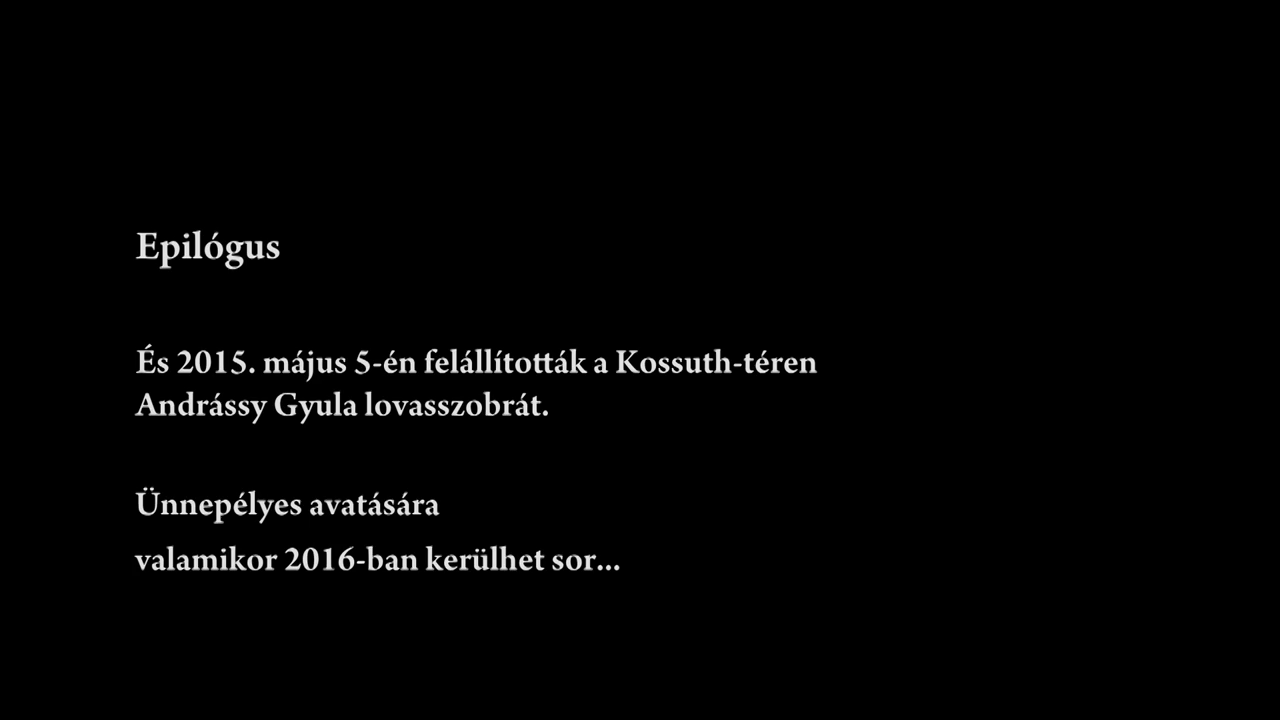 Epilógus
És 2015. május 5-én felállították a Kossuth-téren
Andrássy Gyula lovasszobrát.
Ünnepélyes avatására
valamikor 2016-ban kerülhet sor...